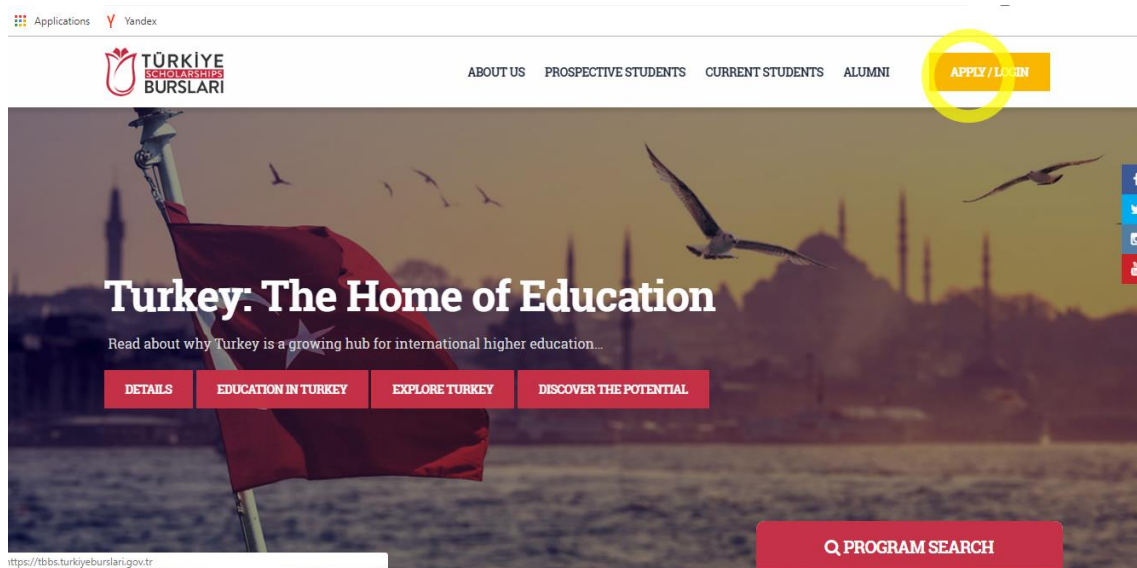 Applications Yandex
TÜRKİYE
SCHOLARSHIPS
BURSLARI
ABOUT US PROSPECTIVE STUDENTS CURRENT STUDENTS ALUMNI APPLY / LOGIN
Turkey: The Home of Education
Read about why Turkey is a growing hub for international higher education...
DETAILS EDUCATION IN TURKEY EXPLORE TURKEY DISCOVER THE POTENTIAL
PROGRAM SEARCH
https://tbbs.turkiyeburslari.gov.tr